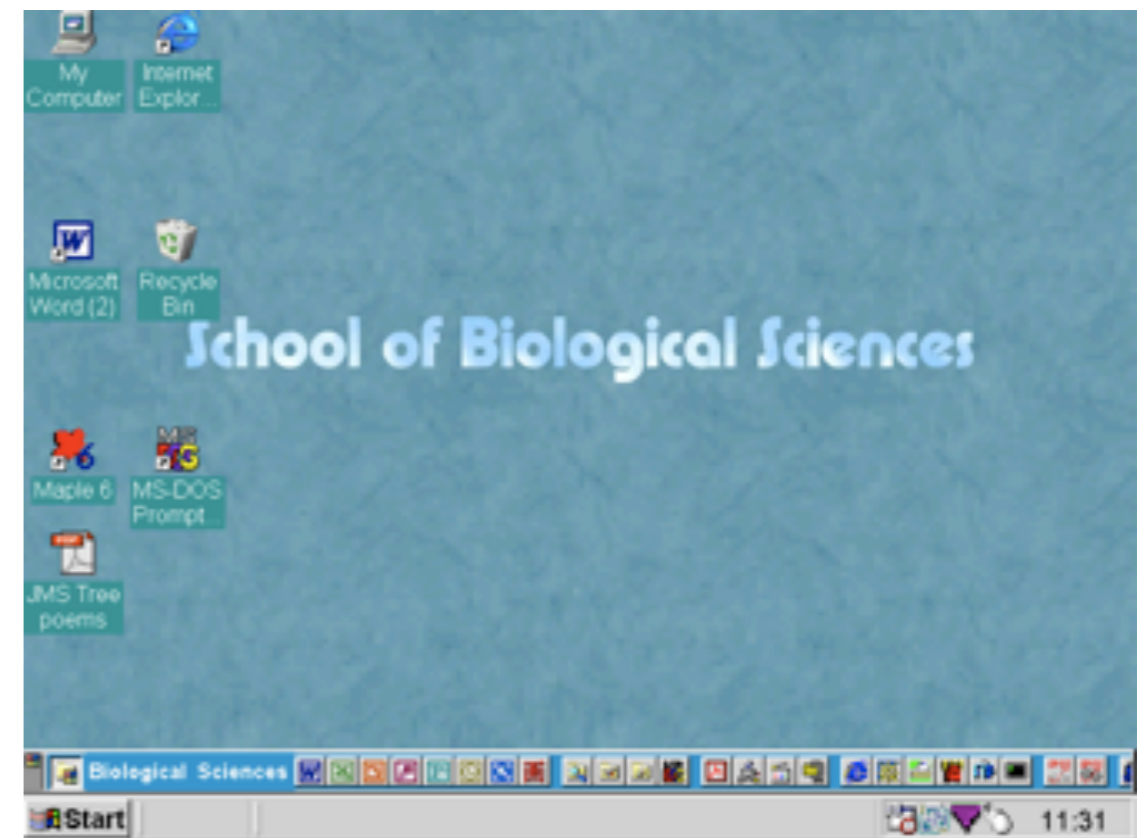 My
Computer
Internet
Explor...
Microsoft
Word (2)
Recycle
Bin
School of Biological Sciences
Maple 6
MS-DOS
Prompt...
JMS Tree
poems
Biological Sciences
Start
11:31